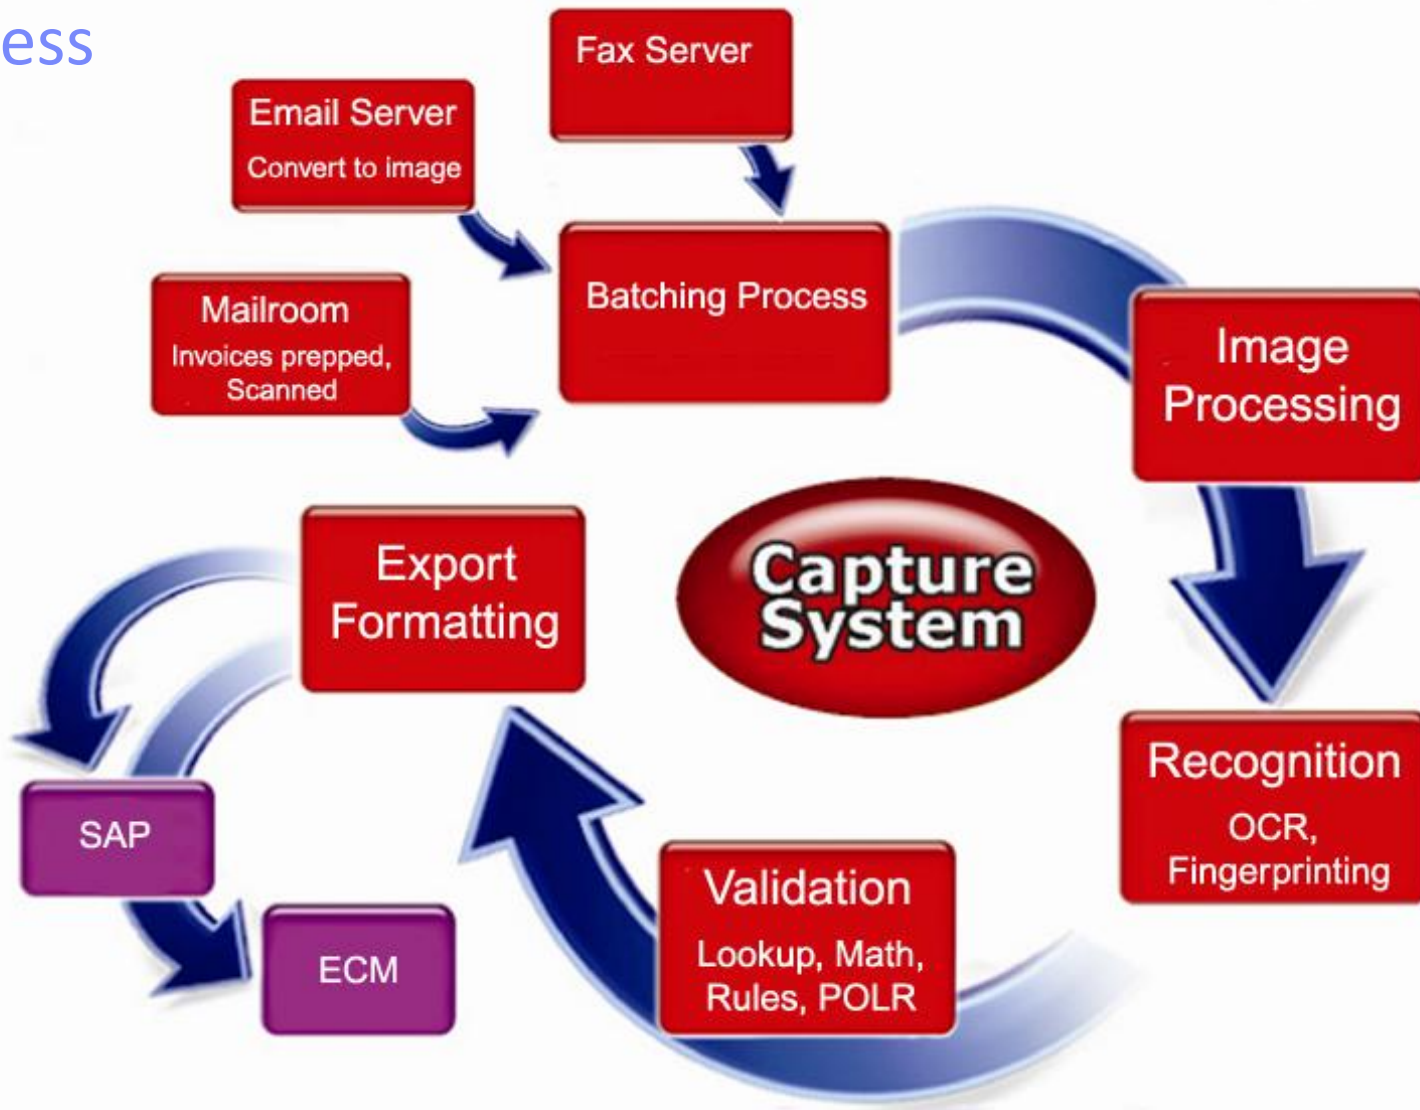 ess
Fax Server
Email Server
Convert to image
Mailroom
Invoices prepped,
Scanned
Batching Process
Image
Processing
Capture
System
Export
Formatting
Recognition
OCR,
Fingerprinting
Validation
Lookup, Math,
Rules, POLR
SAP
ECM